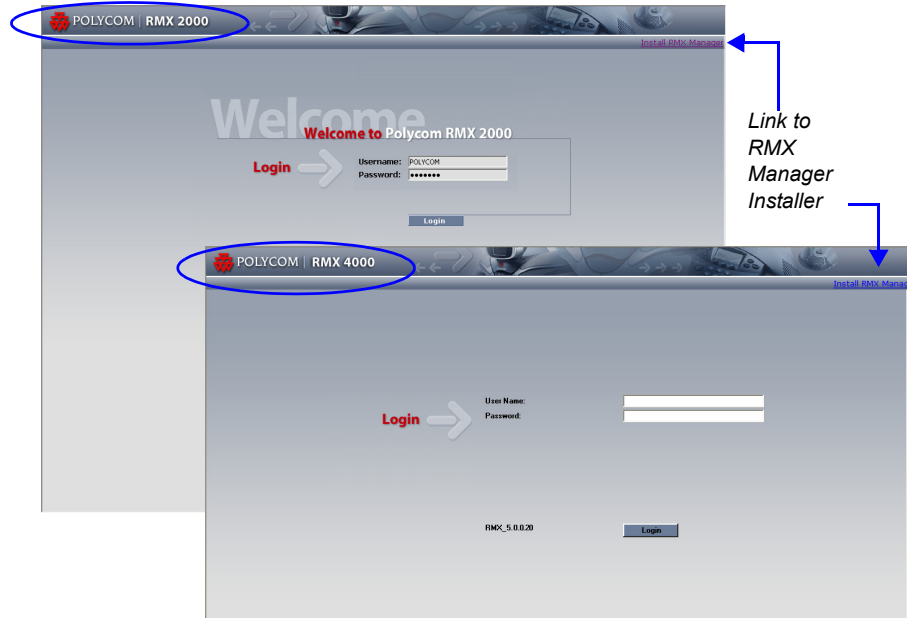 POLYCOM | RMX 2000
Install RMX Manager
Welcome
Welcome to Polycom RMX 2000
Login
Username: POLYCOM
Password: •••••••
Login
Link to
RMX
Manager
Installer
POLYCOM | RMX 4000
Install RMX Manag
Login
User Name:
Password:
RMX_5.0.0.20
Login